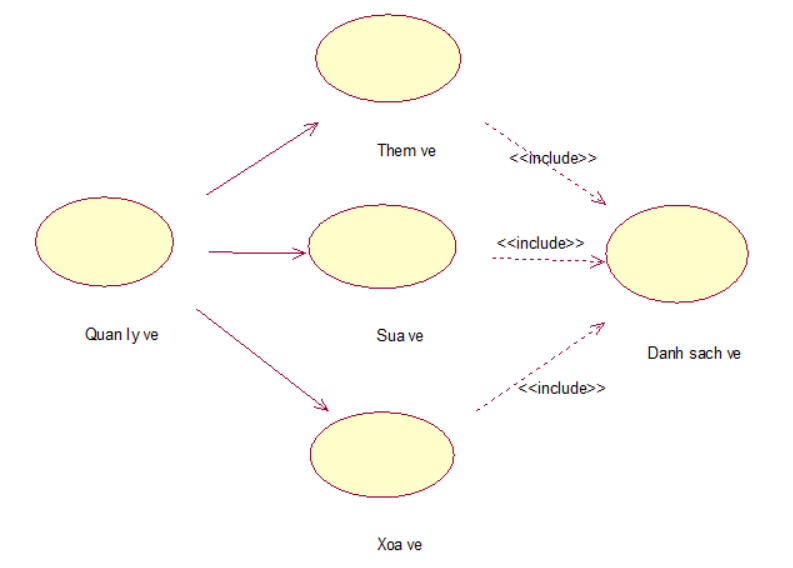 Them ve
<<include>>
<<include>>
Quan ly ve
Sua ve
Danh sach ve
<<include>>
Xoa ve